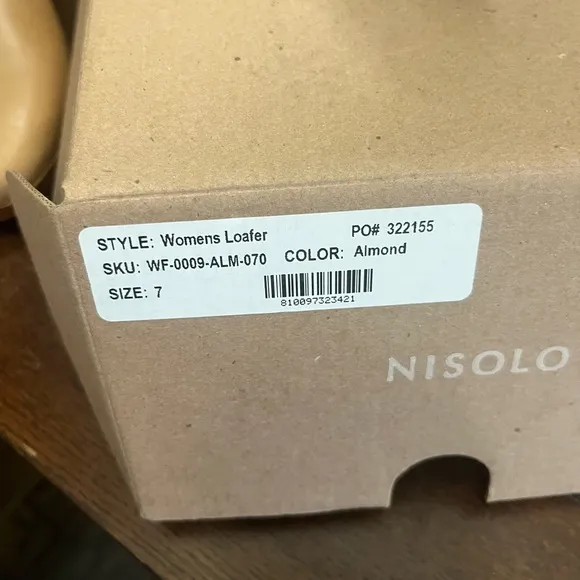 STYLE: Womens Loafer PO# 322155
SKU: WF-0009-ALM-070 COLOR: Almond
SIZE: 7
810097323421
NISOLO